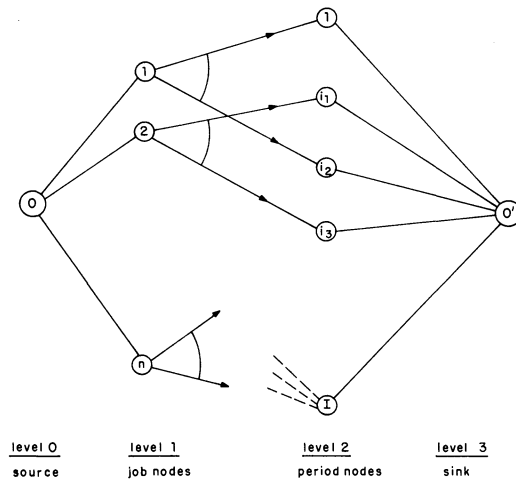 1
1
i1
2
i2
0
0'
i3
n
I
level 0 level 1 level 2 level 3
source job nodes period nodes sink